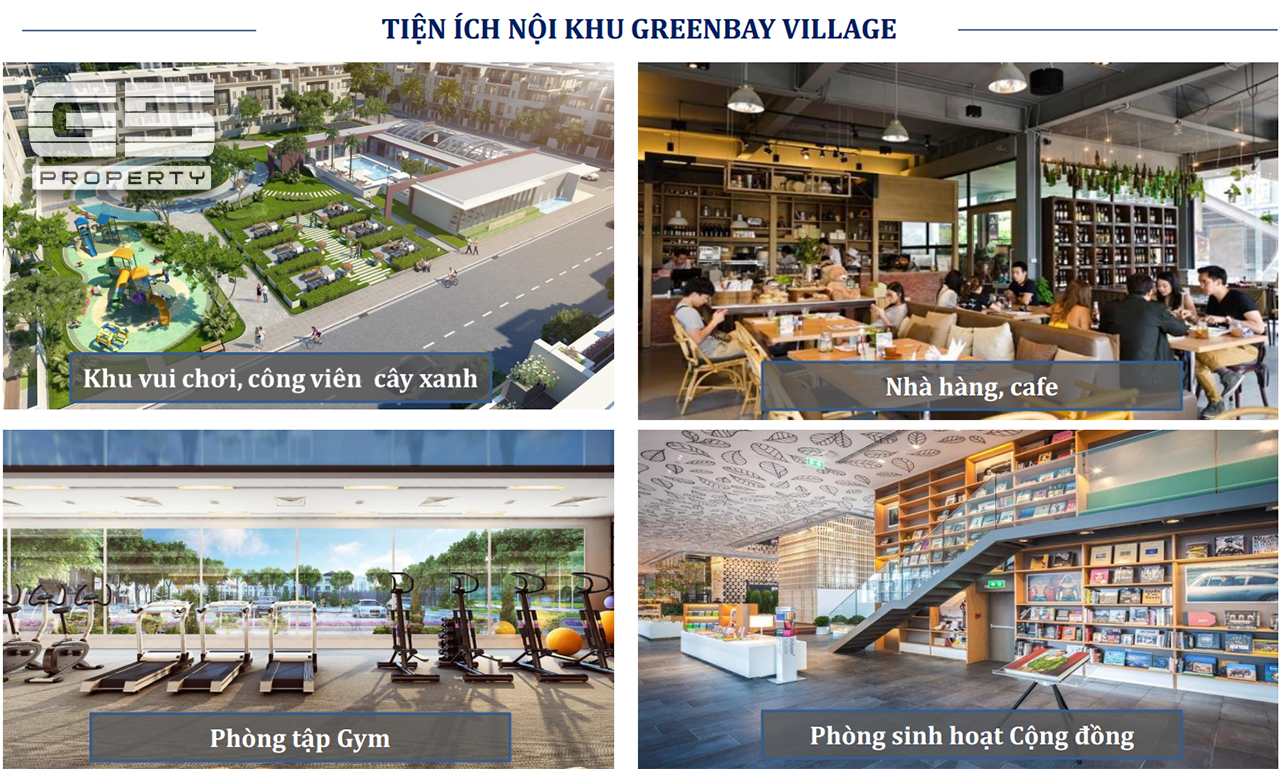 TIỆN ÍCH NỘI KHU GREENBAY VILLAGE
GS
PROPERTY
Khu vui chơi, công viên cây xanh
Nhà hàng, cafe
Phòng tập Gym
Phòng sinh hoạt Cộng đồng